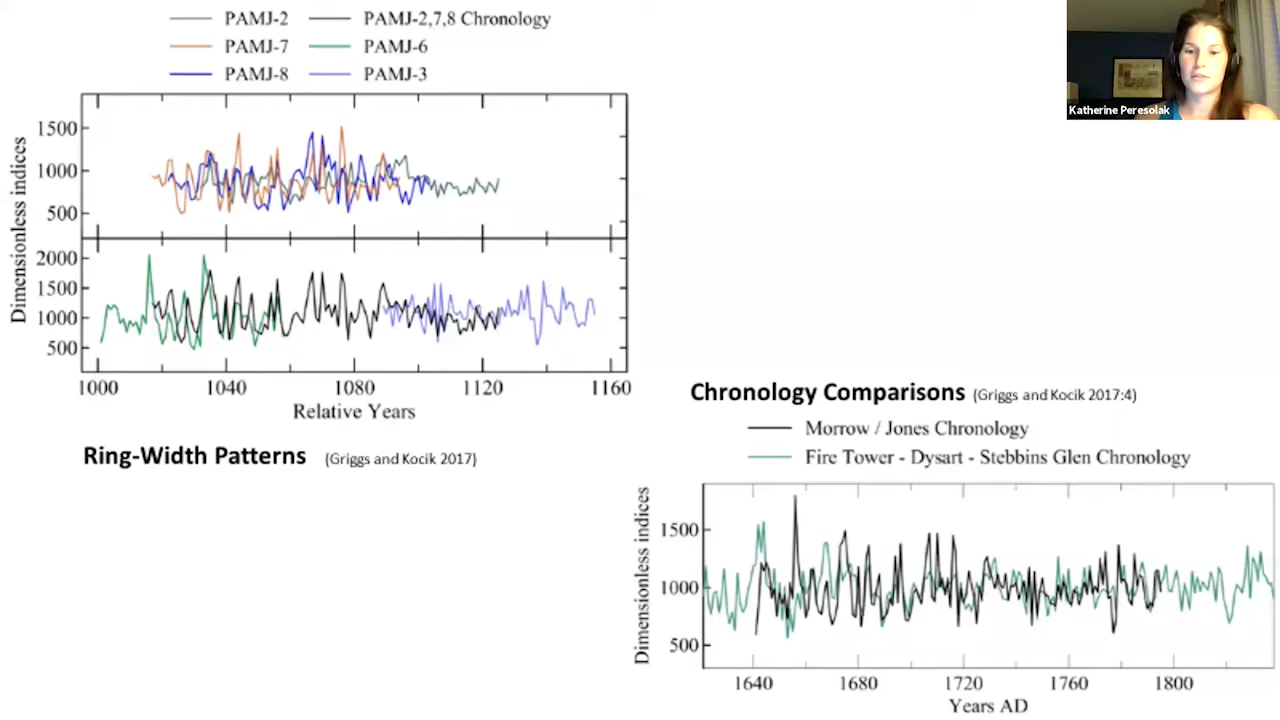 PAMJ-2
PAMJ-2,7,8 Chronology
PAMJ-7
PAMJ-6
PAMJ-8
PAMJ-3
Dimensionless indices
1500
1000
500
Dimensionless indices
2000
1500
1000
500
1000 1040 1080 1120 1160
Relative Years
Ring-Width Patterns (Griggs and Kocik 2017)
Katherine Peresolak
Chronology Comparisons (Griggs and Kocik 2017:4)
Morrow / Jones Chronology
Fire Tower - Dysart - Stebbins Glen Chronology
Dimensionless indices
1500
1000
500
1640 1680 1720 1760 1800
Years AD